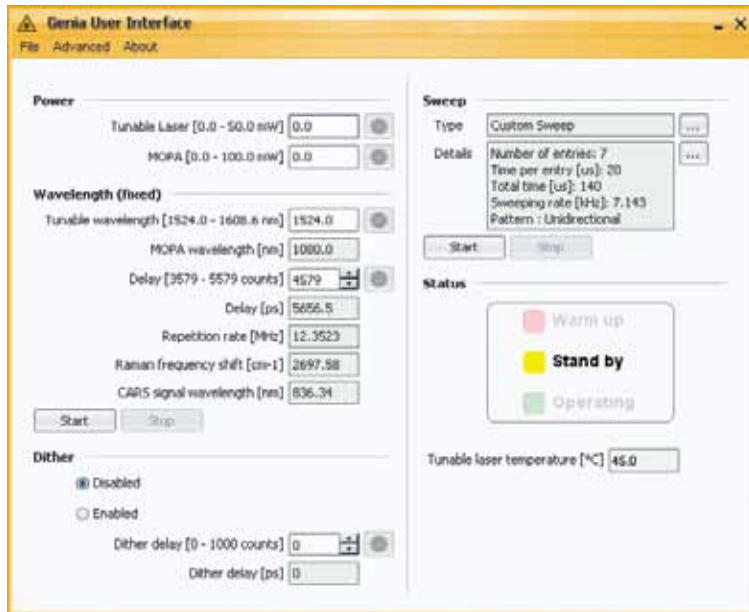 Genia User Interface
File Advanced About
Power
Tunable Laser [0.0 - 50.0 mW] 0.0
MOPA [0.0 - 100.0 mW] 0.0
Wavelength (fixed)
Tunable wavelength [1524.0 - 1608.6 nm] 1524.0
MOPA wavelength [nm] 1080.0
Delay [3579 - 5579 counts] 4579
Delay [ps] 5656.5
Repetition rate [MHz] 12.3523
Raman frequency shift [cm-1] 2697.58
CARS signal wavelength [nm] 836.34
Start Stop
Dither
Disabled
Enabled
Dither delay [0 - 1000 counts] 0
Dither delay [ps] 0
Sweep
Type Custom Sweep ...
Details Number of entries: 7 ...
Time per entry [us]: 20
Total time [us]: 140
Sweeping rate [kHz]: 7.143
Pattern : Unidirectional
Start Stop
Status
Warm up
Stand by
Operating
Tunable laser temperature [°C] 45.0